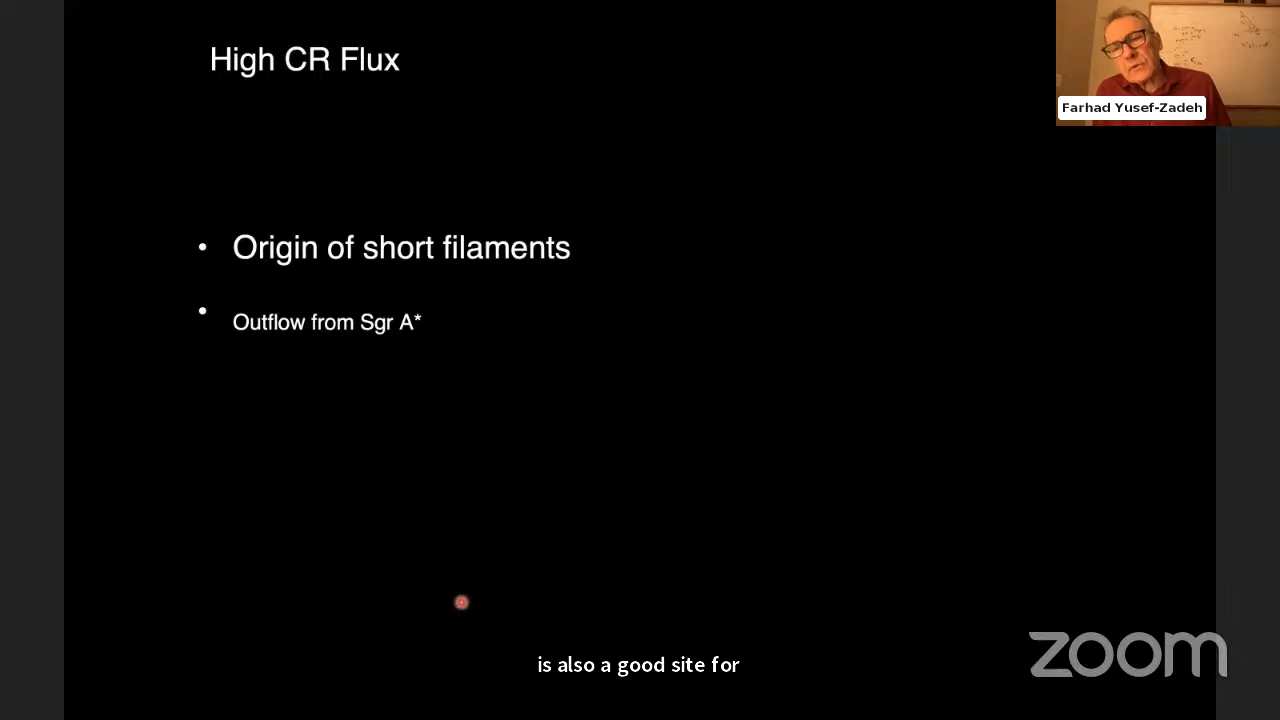 High CR Flux
Farhad Yusef-Zadeh
• Origin of short filaments
• Outflow from Sgr A*
is also a good site for
zoom